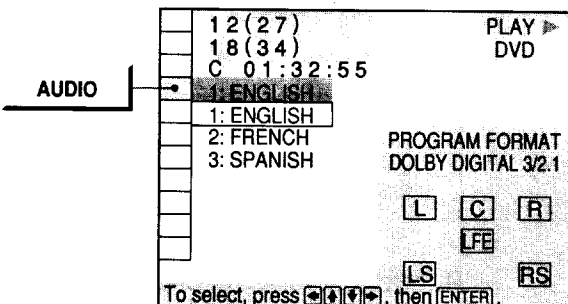 12(27)
PLAY
18(34)
DVD
C 01:32:55
AUDIO
1: ENGLISH
1: ENGLISH
2: FRENCH
3: SPANISH
PROGRAM FORMAT
DOLBY DIGITAL 3/2.1
L C R
LFE
LS RS
To select, press ←↑↓→, then ENTER.